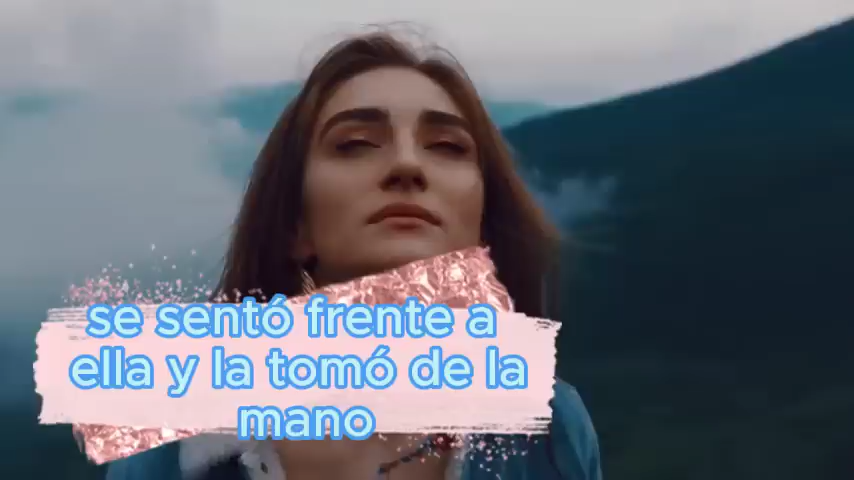 se sentó frente a
ella y la tomó de la
mano